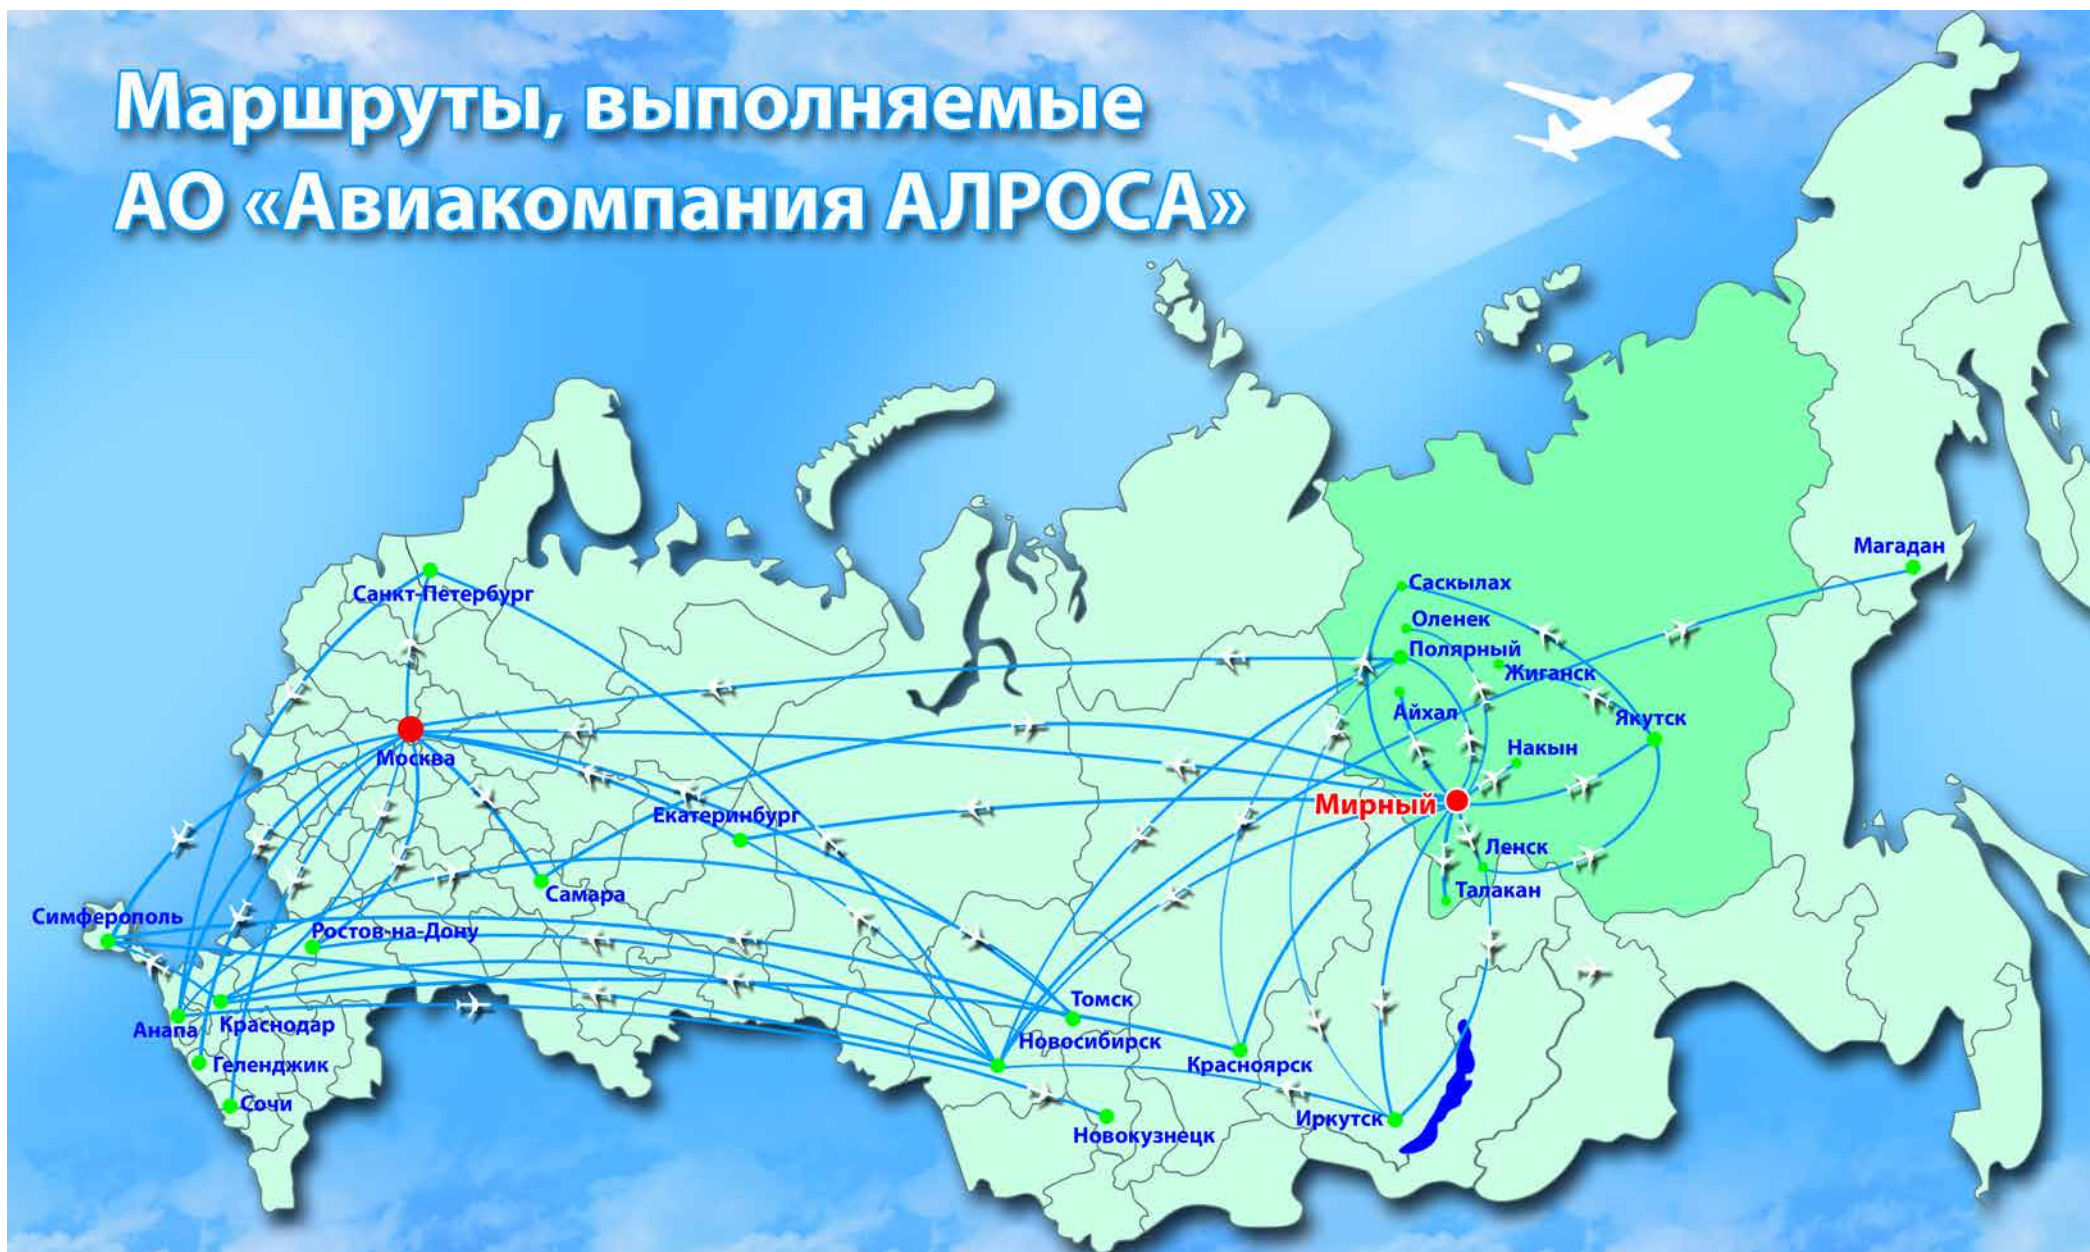 Маршруты, выполняемые
АО «Авиакомпания АЛРОСА»
Магадан
Саскылах
Санкт-Петербург
Оленек
Полярный
Жиганск
Айхал
Якутск
Москва
Накын
Мирный
Екатеринбург
Ленск
Талакан
Самара
Симферополь
Ростов-на-Дону
Томск
Анапа
Краснодар
Новосибирск
Геленджик
Красноярск
Сочи
Иркутск
Новокузнецк